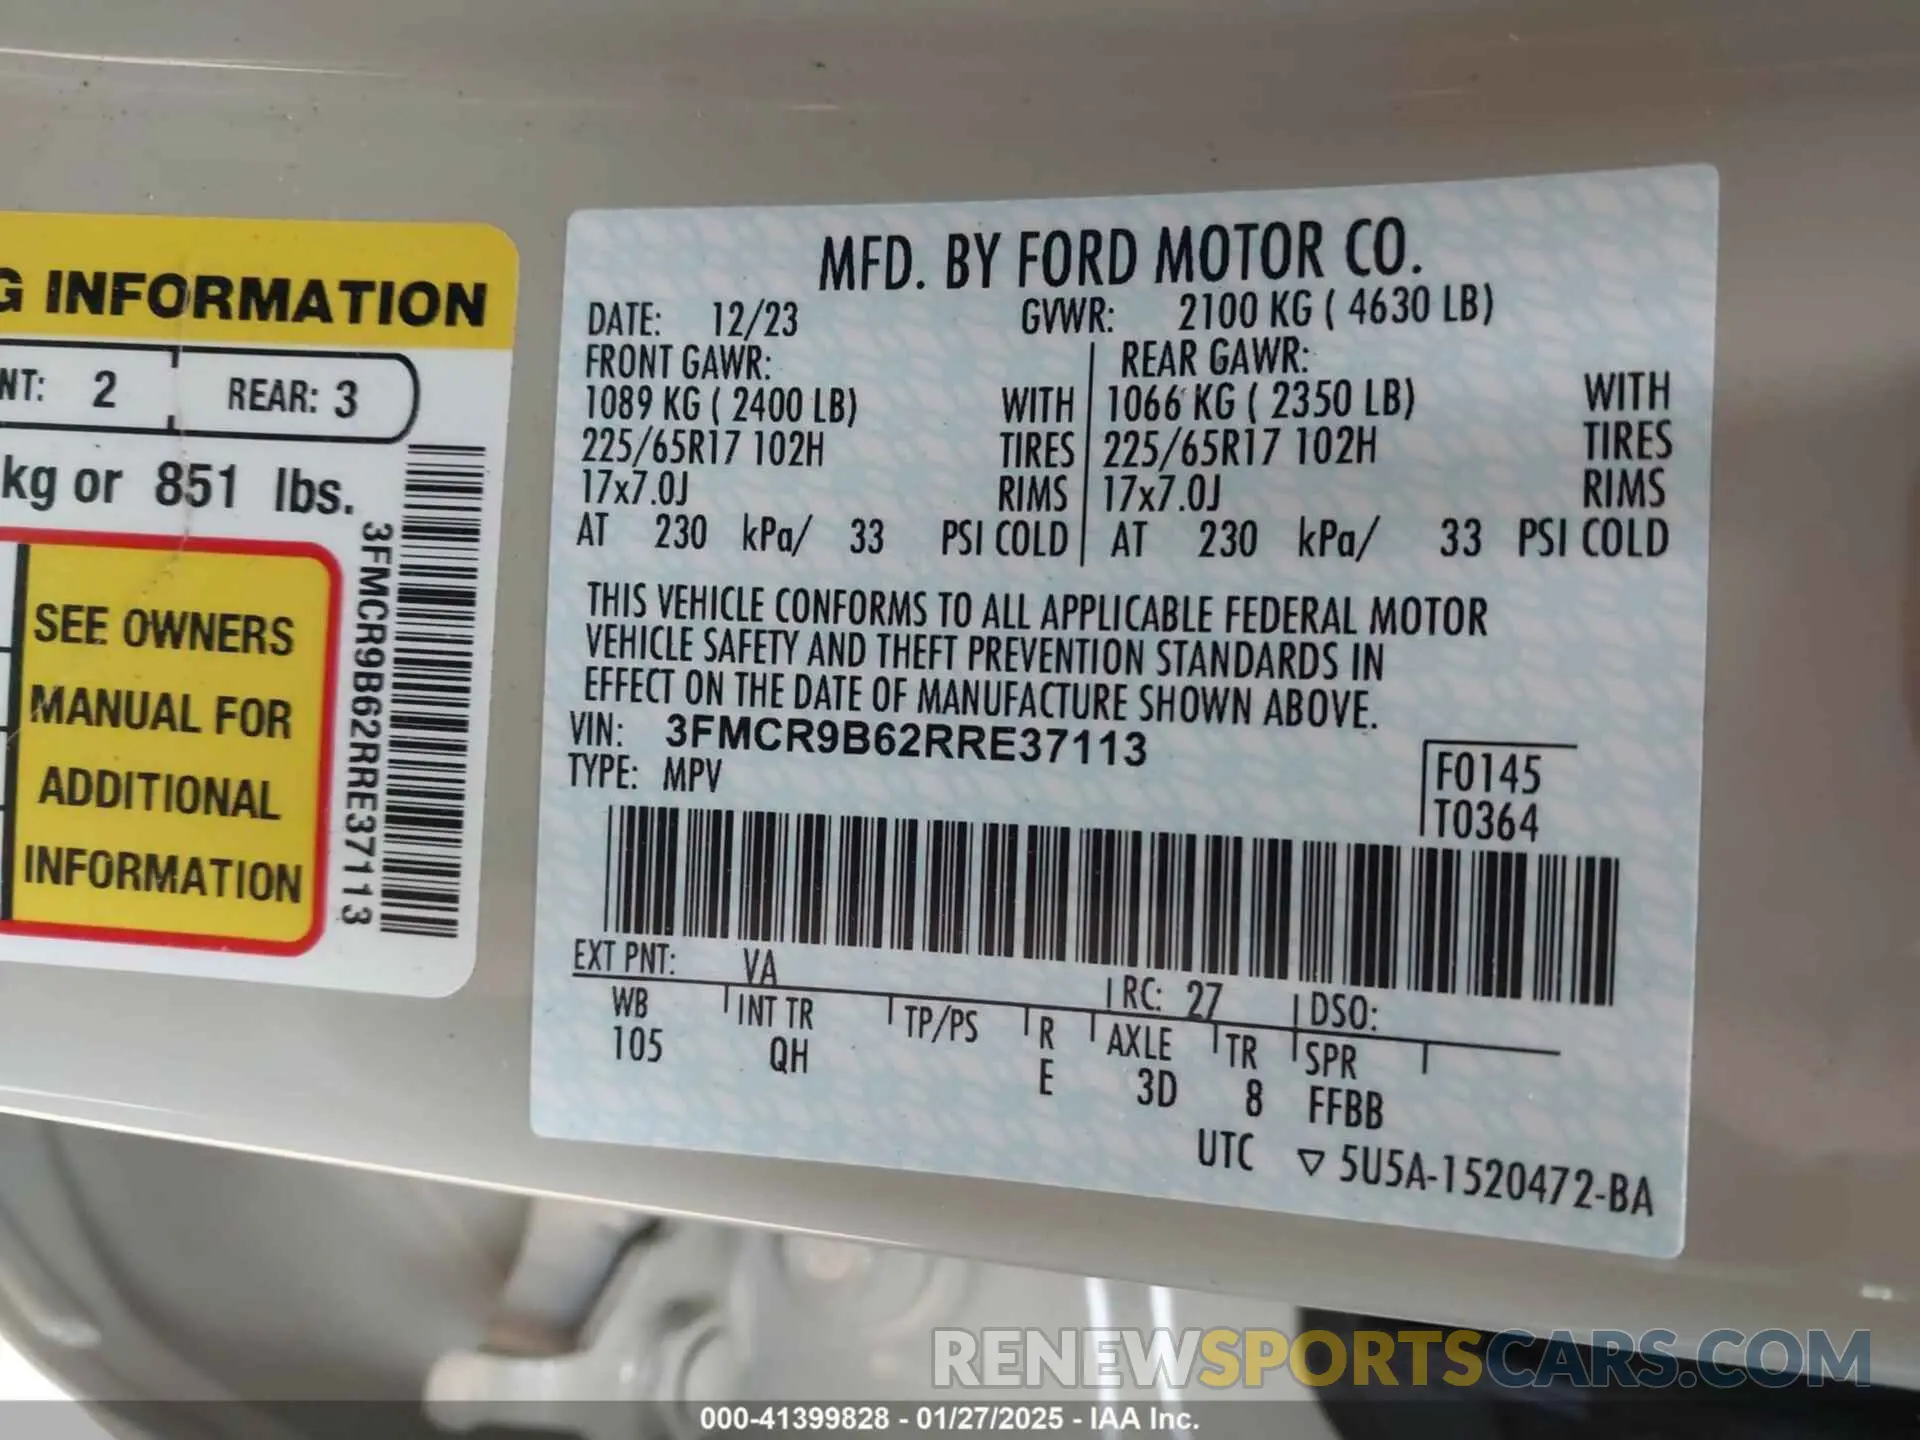 G INFORMATION
NT: 2 REAR: 3
kg or 851 lbs.
3FMCR9B62RRE37113
SEE OWNERS
MANUAL FOR
ADDITIONAL
INFORMATION
MFD. BY FORD MOTOR CO.
DATE: 12/23 GVWR: 2100 KG ( 4630 LB)
FRONT GAWR: REAR GAWR:
1089 KG ( 2400 LB) WITH 1066 KG ( 2350 LB) WITH
225/65R17 102H TIRES 225/65R17 102H TIRES
17x7.0J RIMS 17x7.0J RIMS
AT 230 kPa/ 33 PSI COLD AT 230 kPa/ 33 PSI COLD
THIS VEHICLE CONFORMS TO ALL APPLICABLE FEDERAL MOTOR
VEHICLE SAFETY AND THEFT PREVENTION STANDARDS IN
EFFECT ON THE DATE OF MANUFACTURE SHOWN ABOVE.
VIN: 3FMCR9B62RRE37113
TYPE: MPV
F0145
T0364
EXT PNT: VA RC: 27 DSO:
WB INT TR TP/PS R AXLE TR SPR
105 QH E 3D 8 FFBB
UTC ▽ 5U5A-1520472-BA
RENEWSPORTSCARS.COM
000-41399828 - 01/27/2025 - IAA Inc.